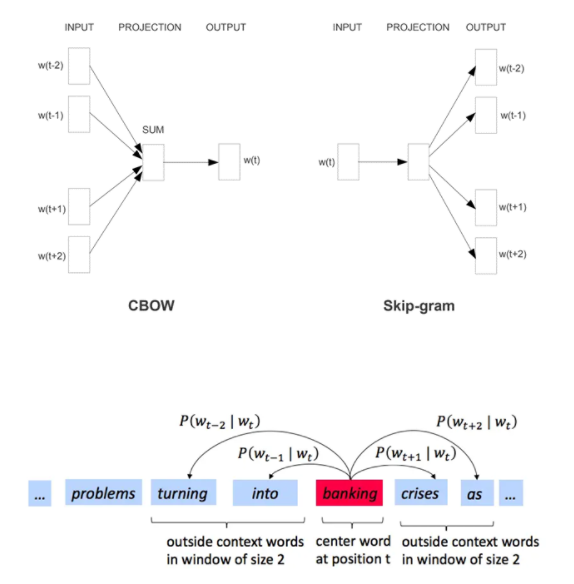 INPUT PROJECTION OUTPUT
w(t-2)
w(t-1)
SUM
w(t)
w(t+1)
w(t+2)
CBOW
INPUT PROJECTION OUTPUT
w(t-2)
w(t-1)
w(t)
w(t+1)
w(t+2)
Skip-gram
P(wₜ₋₂ | wₜ) P(wₜ₊₂ | wₜ)
P(wₜ₋₁ | wₜ) P(wₜ₊₁ | wₜ)
... problems turning into banking crises as ...
outside context words center word outside context words
in window of size 2 at position t in window of size 2